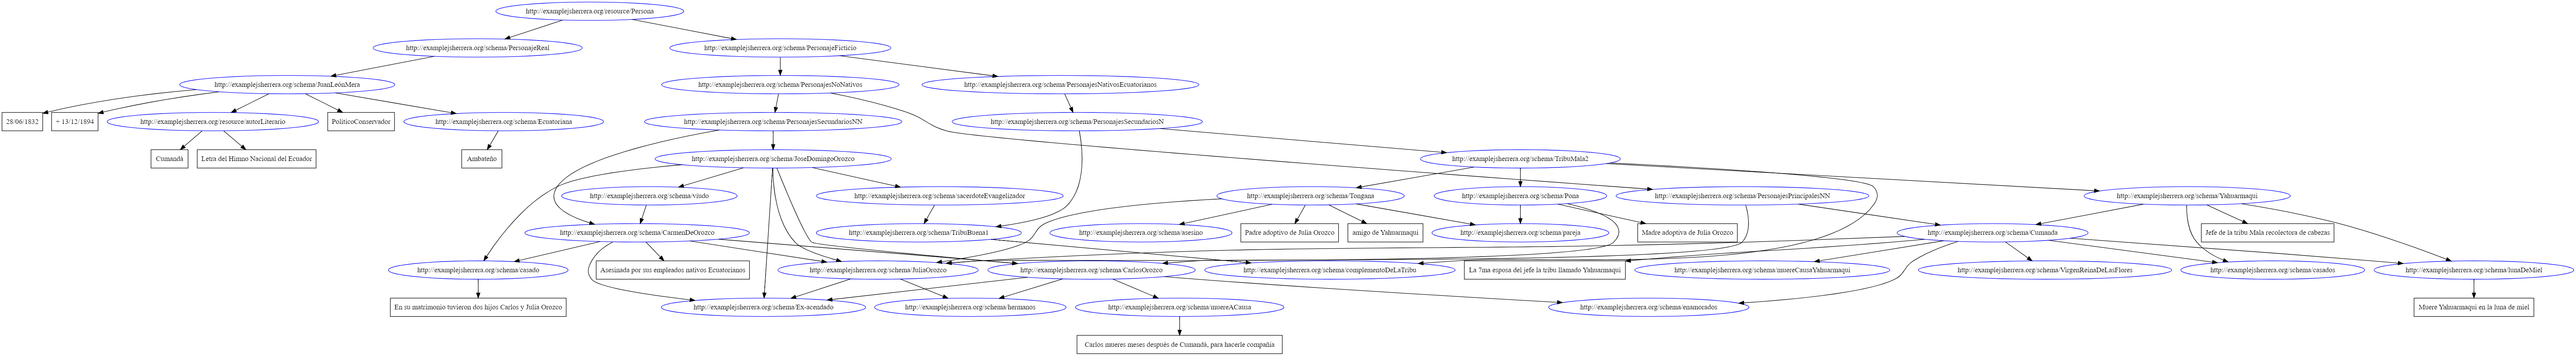 http://examplejsherrera.org/resource/Persona
http://examplejsherrera.org/schema/PersonajeReal
http://examplejsherrera.org/schema/PersonajeFicticio
http://examplejsherrera.org/schema/JuanLeónMera
http://examplejsherrera.org/schema/PersonajesNoNativos
http://examplejsherrera.org/schema/PersonajesNativosEcuatorianos
28/06/1832
+ 13/12/1894
http://examplejsherrera.org/resource/autorLiterario
PolíticoConservador
http://examplejsherrera.org/schema/Ecuatoriana
http://examplejsherrera.org/schema/PersonajesSecundariosNN
http://examplejsherrera.org/schema/PersonajesSecundariosN
Cumandá
Letra del Himno Nacional del Ecuador
Ambateño
http://examplejsherrera.org/schema/JoseDomingoOrozco
http://examplejsherrera.org/schema/TribuMala2
http://examplejsherrera.org/schema/viudo
http://examplejsherrera.org/schema/sacerdoteEvangelizador
http://examplejsherrera.org/schema/Tongana
http://examplejsherrera.org/schema/Pona
http://examplejsherrera.org/schema/PersonajesPrincipalesNN
http://examplejsherrera.org/schema/Yahuarmaqui
http://examplejsherrera.org/schema/CarmenDeOrozco
http://examplejsherrera.org/schema/TribuBuena1
http://examplejsherrera.org/schema/asesino
Padre adoptivo de Julia Orozco
amigo de Yahuarmaqui
http://examplejsherrera.org/schema/pareja
Madre adoptiva de Julia Orozco
http://examplejsherrera.org/schema/Cumanda
Jefe de la tribu Mala recolectora de cabezas
http://examplejsherrera.org/schema/casado
Asesinada por sus empleados nativos Ecuatorianos
http://examplejsherrera.org/schema/JuliaOrozco
http://examplejsherrera.org/schema/CarlosOrozco
http://examplejsherrera.org/schema/complementoDeLaTribu
La 7ma esposa del jefe la tribu llamado Yahuarmaqui
http://examplejsherrera.org/schema/muereCausaYahuarmaqui
http://examplejsherrera.org/schema/VirgenReinaDeLasFlores
http://examplejsherrera.org/schema/casados
http://examplejsherrera.org/schema/lunaDeMiel
En su matrimonio tuvieron dos hijos Carlos y Julia Orozco
http://examplejsherrera.org/schema/Ex-acendado
http://examplejsherrera.org/schema/hermanos
http://examplejsherrera.org/schema/muereACausa
http://examplejsherrera.org/schema/enamorados
Muere Yahuarmaqui en la luna de miel
Carlos mueres meses después de Cumandá, para hacerle compañía